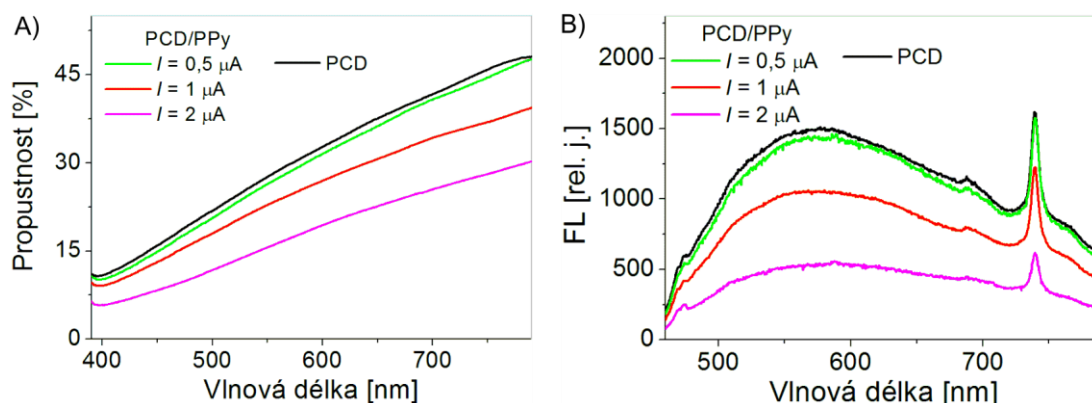 A)
PCD/PPy
I = 0,5 μA
PCD
I = 1 μA
I = 2 μA
Propustnost [%]
45
30
15
0
400 500 600 700
Vlnová délka [nm]
B)
PCD/PPy
I = 0,5 μA
PCD
I = 1 μA
I = 2 μA
FL [rel. j.]
2000
1500
1000
500
0
500 600 700
Vlnová délka [nm]